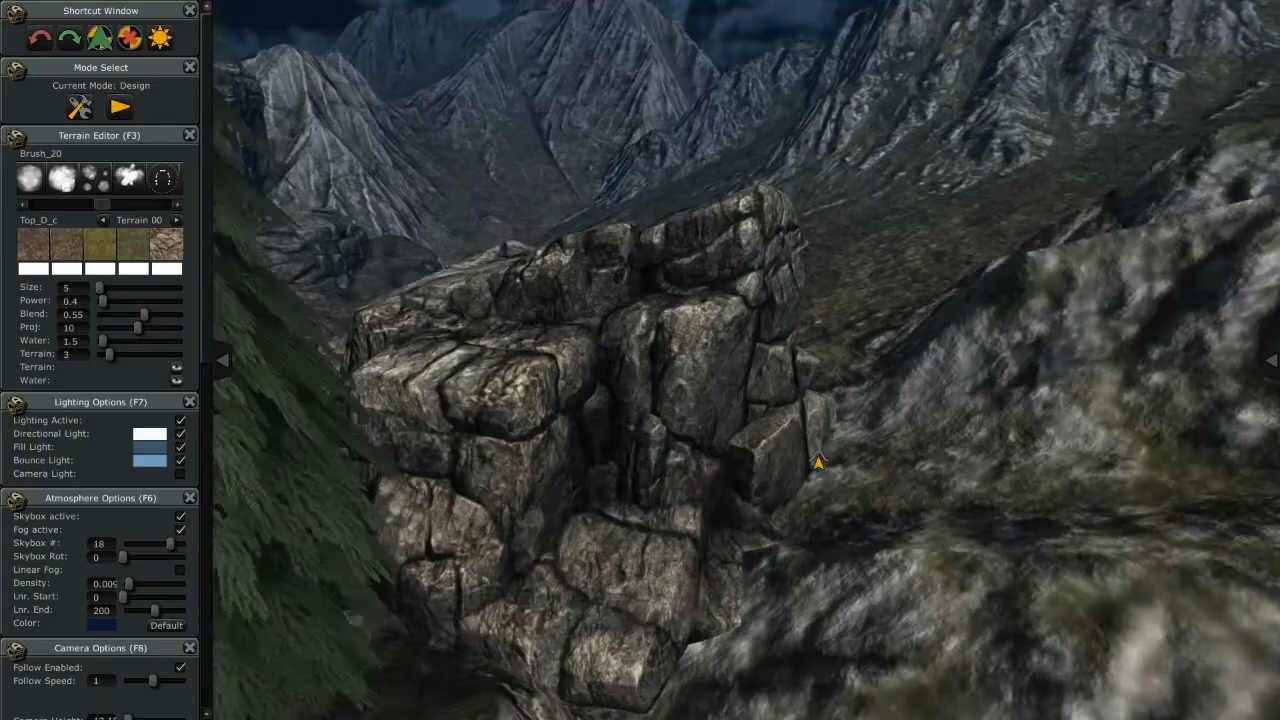 Shortcut Window
Mode Select
Current Mode: Design
Terrain Editor (F3)
Brush_20
Top_D_c Terrain 00
Size: 5
Power: 0.4
Blend: 0.55
Proj: 10
Water: 1.5
Terrain: 3
Terrain:
Water:
Lighting Options (F7)
Lighting Active:
Directional Light:
Fill Light:
Bounce Light:
Camera Light:
Atmosphere Options (F6)
Skybox active:
Fog active:
Skybox #: 18
Skybox Rot: 0
Linear Fog:
Density: 0.009
Lnr. Start: 0
Lnr. End: 200
Color: Default
Camera Options (F8)
Follow Enabled:
Follow Speed: 1